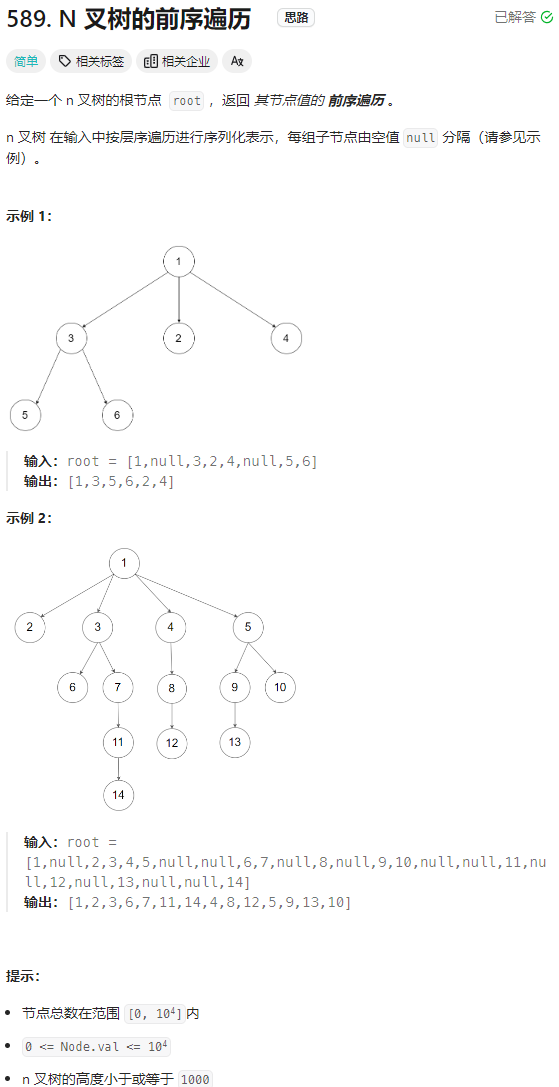 589. N 叉树的前序遍历 思路 已解答
简单 相关标签 相关企业 Ax
给定一个 n 叉树的根节点 root ，返回 其节点值的 前序遍历 。
n 叉树 在输入中按层序遍历进行序列化表示，每组子节点由空值 null 分隔（请参见示
例）。
示例 1：
1
3 2 4
5 6
输入：root = [1,null,3,2,4,null,5,6]
输出：[1,3,5,6,2,4]
示例 2：
1
2 3 4 5
6 7 8 9 10
11 12 13
14
输入：root =
[1,null,2,3,4,5,null,null,6,7,null,8,null,9,10,null,null,11,nu
ll,12,null,13,null,null,14]
输出：[1,2,3,6,7,11,14,4,8,12,5,9,13,10]
提示：
节点总数在范围 [0, 10⁴]内
0 <= Node.val <= 10⁴
n 叉树的高度小于或等于 1000